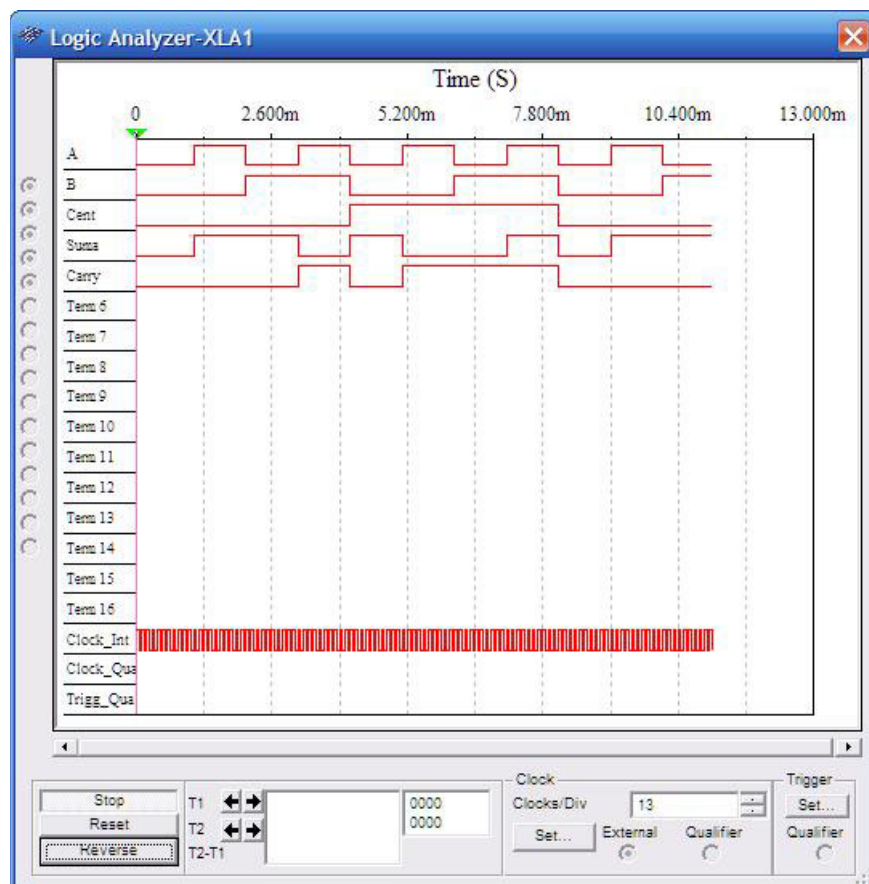 Logic Analyzer-XLA1
Time (S)
0 2.600m 5.200m 7.800m 10.400m 13.000m
A
B
Cent
Suma
Carry
Term 6
Term 7
Term 8
Term 9
Term 10
Term 11
Term 12
Term 13
Term 14
Term 15
Term 16
Clock_Int
Clock_Qua
Trigg_Qua
Stop
Reset
Reverse
T1
T2
T2-T1
0000
0000
Clock
Clocks/Div 13
Set... External Qualifier
Trigger
Set...
Qualifier